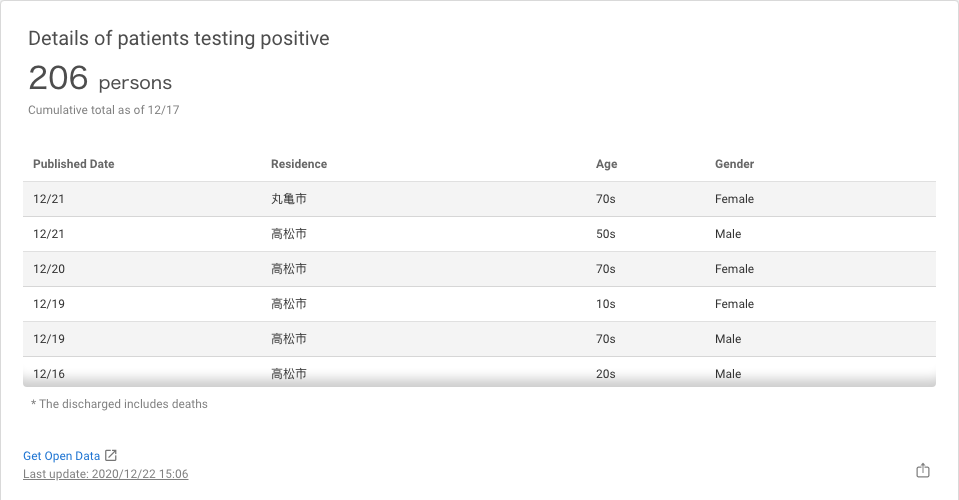 Details of patients testing positive
206 persons
Cumulative total as of 12/17
Published Date Residence Age Gender
12/21 丸亀市 70s Female
12/21 高松市 50s Male
12/20 高松市 70s Female
12/19 高松市 10s Female
12/19 高松市 70s Male
12/16 高松市 20s Male
* The discharged includes deaths
Get Open Data
Last update: 2020/12/22 15:06